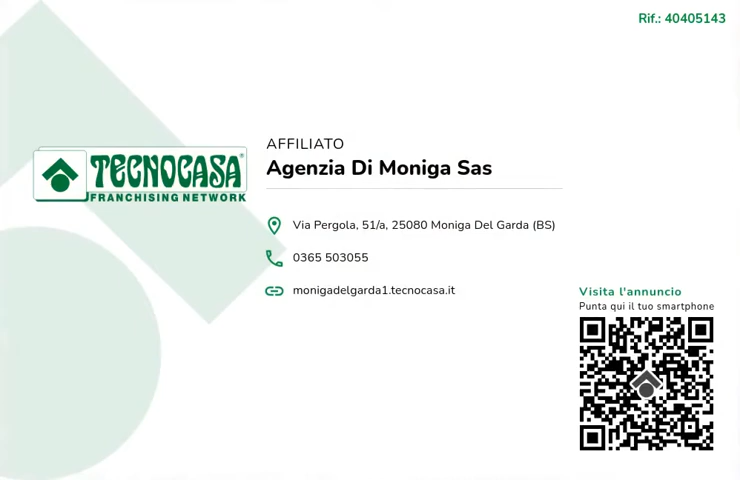 Rif.: 40405143
AFFILIATO
Agenzia Di Moniga Sas
TECNOCASA®
FRANCHISING NETWORK
Via Pergola, 51/a, 25080 Moniga Del Garda (BS)
0365 503055
monigadelgarda1.tecnocasa.it
Visita l'annuncio
Punta qui il tuo smartphone